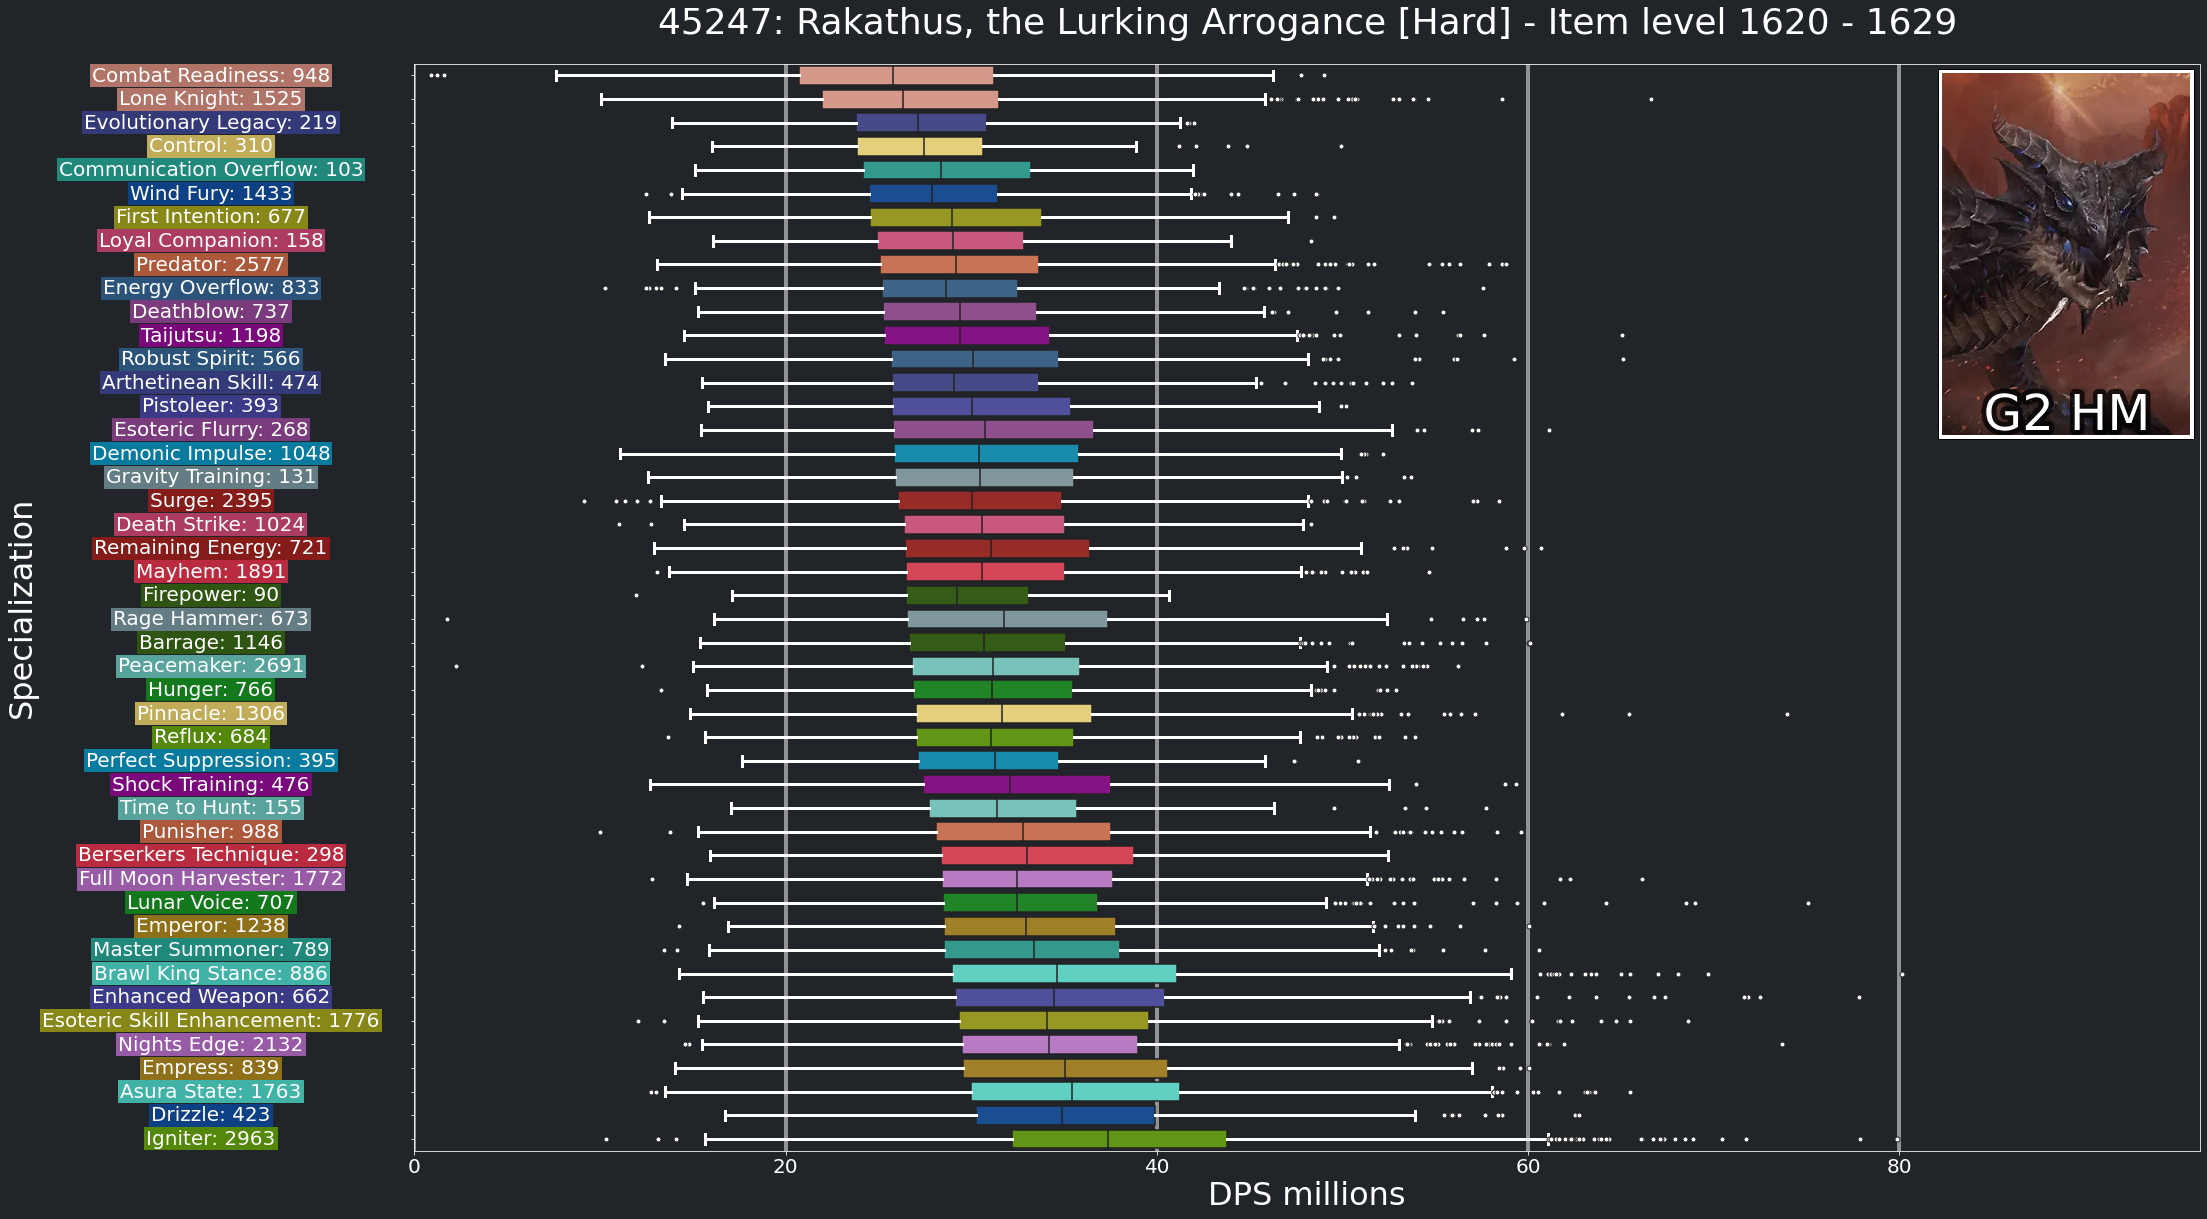 45247: Rakathus, the Lurking Arrogance [Hard] - Item level 1620 - 1629
Combat Readiness: 948
Lone Knight: 1525
Evolutionary Legacy: 219
Control: 310
Communication Overflow: 103
Wind Fury: 1433
First Intention: 677
Loyal Companion: 158
Predator: 2577
Energy Overflow: 833
Deathblow: 737
Taijutsu: 1198
Robust Spirit: 566
Arthetinean Skill: 474
Pistoleer: 393
Esoteric Flurry: 268
Demonic Impulse: 1048
Gravity Training: 131
Surge: 2395
Death Strike: 1024
Remaining Energy: 721
Mayhem: 1891
Firepower: 90
Rage Hammer: 673
Barrage: 1146
Peacemaker: 2691
Hunger: 766
Pinnacle: 1306
Reflux: 684
Perfect Suppression: 395
Shock Training: 476
Time to Hunt: 155
Punisher: 988
Berserkers Technique: 298
Full Moon Harvester: 1772
Lunar Voice: 707
Emperor: 1238
Master Summoner: 789
Brawl King Stance: 886
Enhanced Weapon: 662
Esoteric Skill Enhancement: 1776
Nights Edge: 2132
Empress: 839
Asura State: 1763
Drizzle: 423
Igniter: 2963
Specialization
G2 HM
0 20 40 60 80
DPS millions